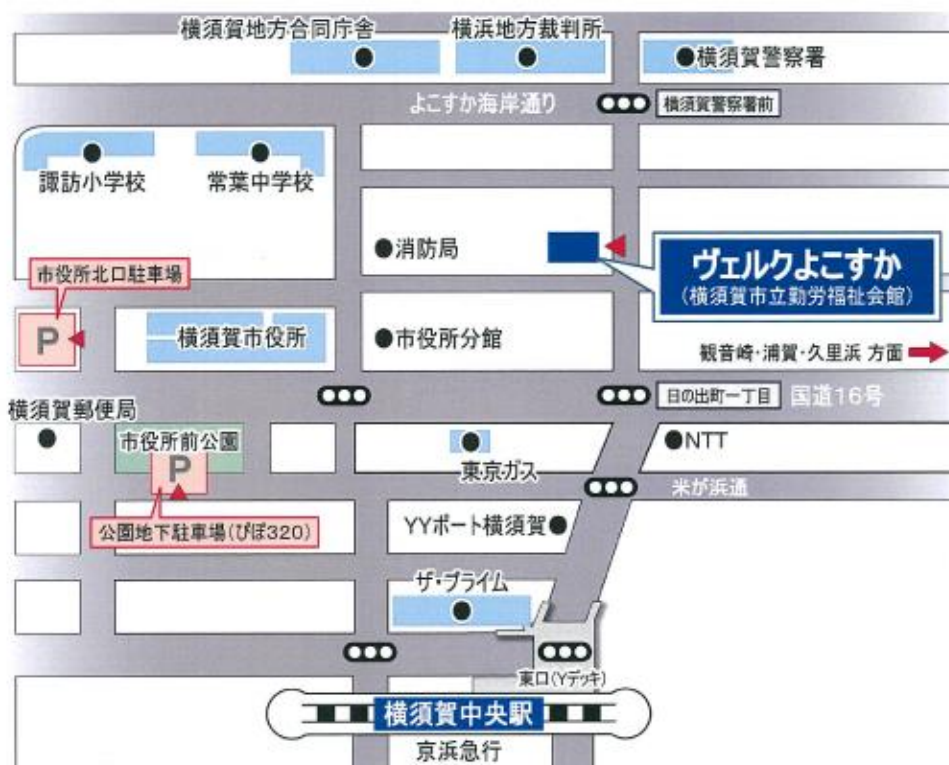 横須賀地方合同庁舎
横浜地方裁判所
横須賀警察署
よこすか海岸通り
横須賀警察署前
諏訪小学校
常葉中学校
消防局
ヴェルクよこすか
(横須賀市立勤労福祉会館)
市役所北口駐車場
P
横須賀市役所
市役所分館
観音崎・浦賀・久里浜 方面
日の出町一丁目
国道16号
横須賀郵便局
市役所前公園
P
東京ガス
NTT
米が浜通
公園地下駐車場(ぴぽ320)
YYポート横須賀
ザ・プライム
東口(Yデッキ)
横須賀中央駅
京浜急行